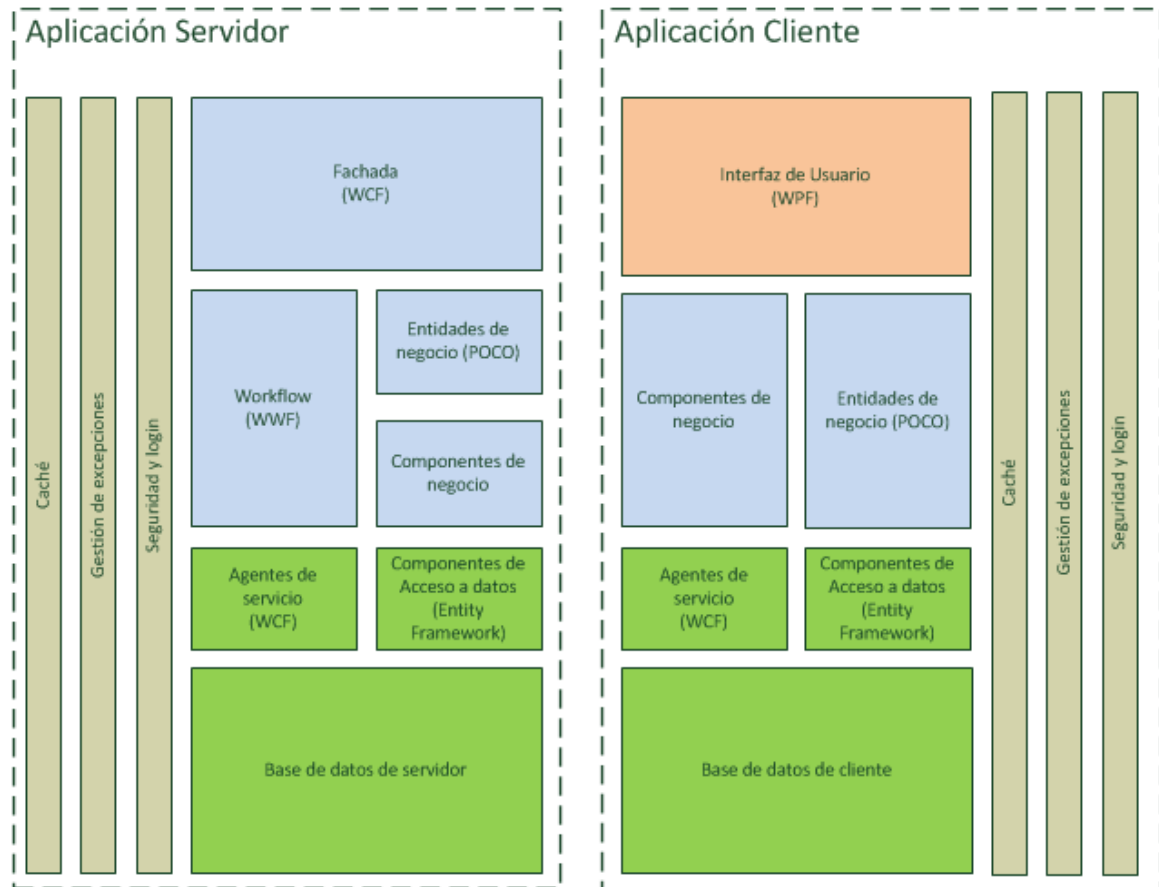 Aplicación Servidor
Caché
Gestión de excepciones
Seguridad y login
Fachada
(WCF)
Workflow
(WWF)
Entidades de
negocio (POCO)
Componentes de
negocio
Agentes de
servicio
(WCF)
Componentes de
Acceso a datos
(Entity
Framework)
Base de datos de servidor
Aplicación Cliente
Interfaz de Usuario
(WPF)
Componentes de
negocio
Entidades de
negocio (POCO)
Agentes de
servicio
(WCF)
Componentes de
Acceso a datos
(Entity
Framework)
Base de datos de cliente
Caché
Gestión de excepciones
Seguridad y login